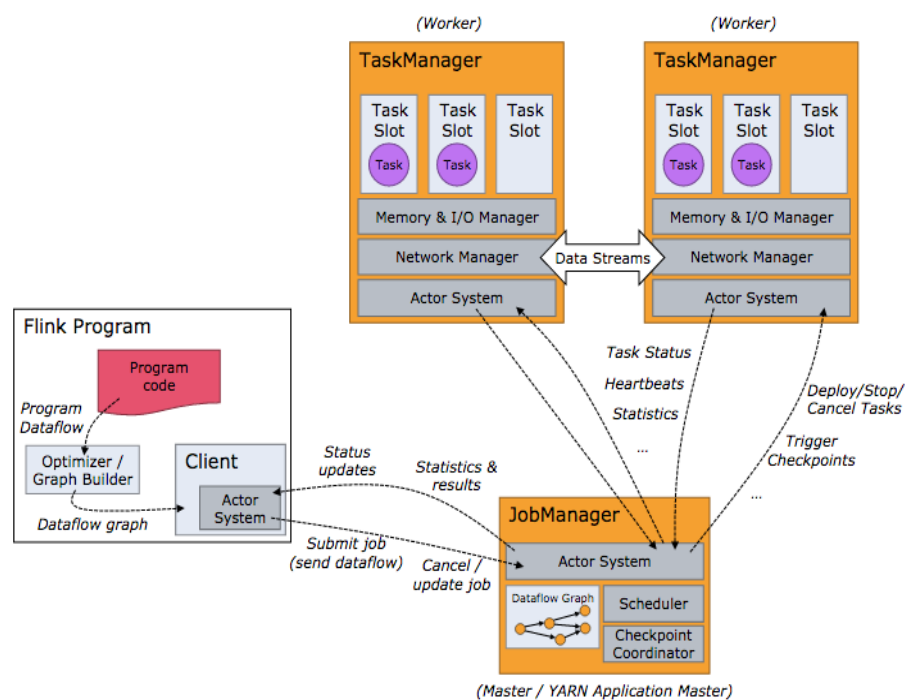 (Worker)
(Worker)
TaskManager
TaskManager
Task
Slot
Task
Slot
Task
Slot
Task
Slot
Task
Slot
Task
Slot
Task
Task
Task
Task
Memory & I/O Manager
Memory & I/O Manager
Network Manager
Data Streams
Network Manager
Actor System
Actor System
Flink Program
Program
code
Program
Dataflow
Optimizer /
Graph Builder
Dataflow graph
Client
Actor
System
Status
updates
Statistics &
results
Submit job
(send dataflow)
Cancel /
update job
Task Status
Heartbeats
Statistics
...
Deploy/Stop/
Cancel Tasks
Trigger
Checkpoints
...
JobManager
Actor System
Dataflow Graph
Scheduler
Checkpoint
Coordinator
(Master / YARN Application Master)